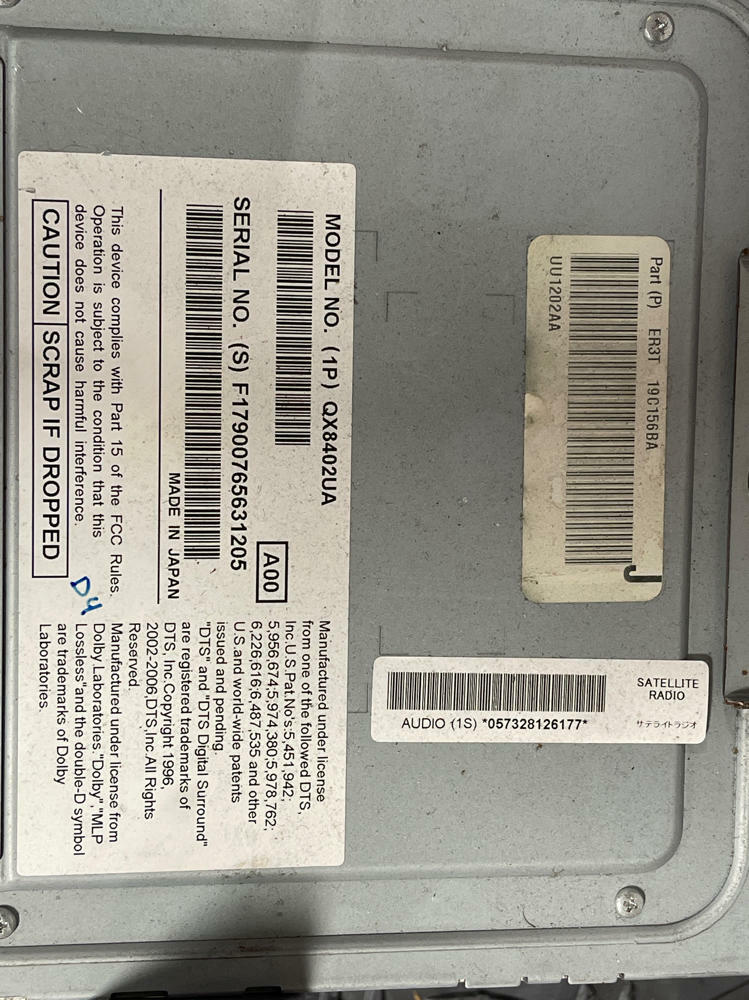 Part (P) ER3T 19C156BA
UU1202AA
SATELLITE
RADIO
サテライトラジオ
AUDIO (1S) *057328126177*
MODEL NO. (1P) QX8402UA
SERIAL NO. (S) F17900765631205
A00
MADE IN JAPAN
This device complies with Part 15 of the FCC Rules.
Operation is subject to the condition that this
device does not cause harmful interference.
CAUTION SCRAP IF DROPPED
D4
Manufactured under license
from one of the followed DTS,
Inc.U.S.Pat.No's:5,451,942;
5,956,674;5,974,380;5,978,762;
6,226,616;6,487,535 and other
U.S.and world-wide patents
issued and pending.
"DTS" and "DTS Digital Surround"
are registered trademarks of
DTS, Inc.Copyright 1996,
2002-2006,DTS,Inc.All Rights
Reserved.
Manufactured under license from
Dolby Laboratories."Dolby","MLP
Lossless"and the double-D symbol
are trademarks of Dolby
Laboratories.